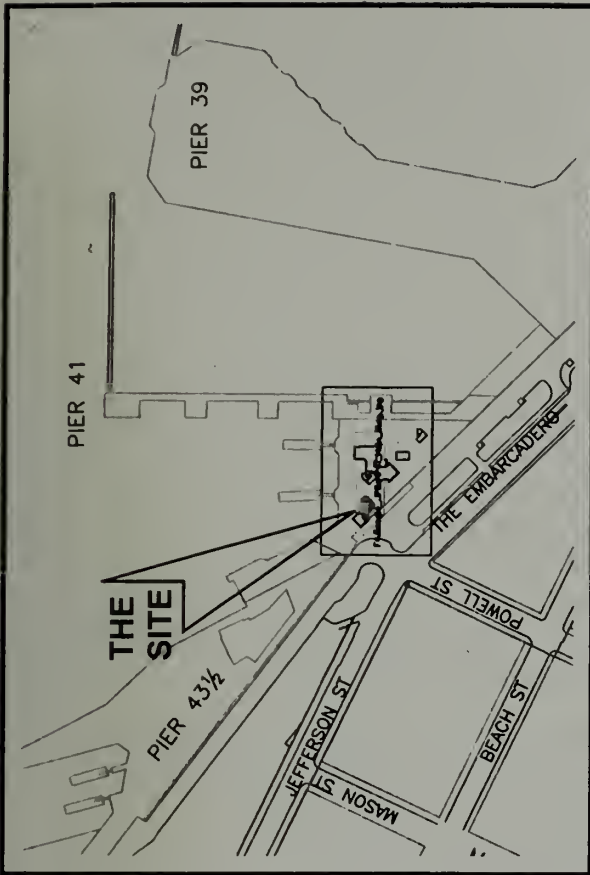 PIER 39
PIER 41
THE
SITE
PIER 43½
THE EMBARCADERO
POWELL ST
JEFFERSON ST
BEACH ST
MASON ST